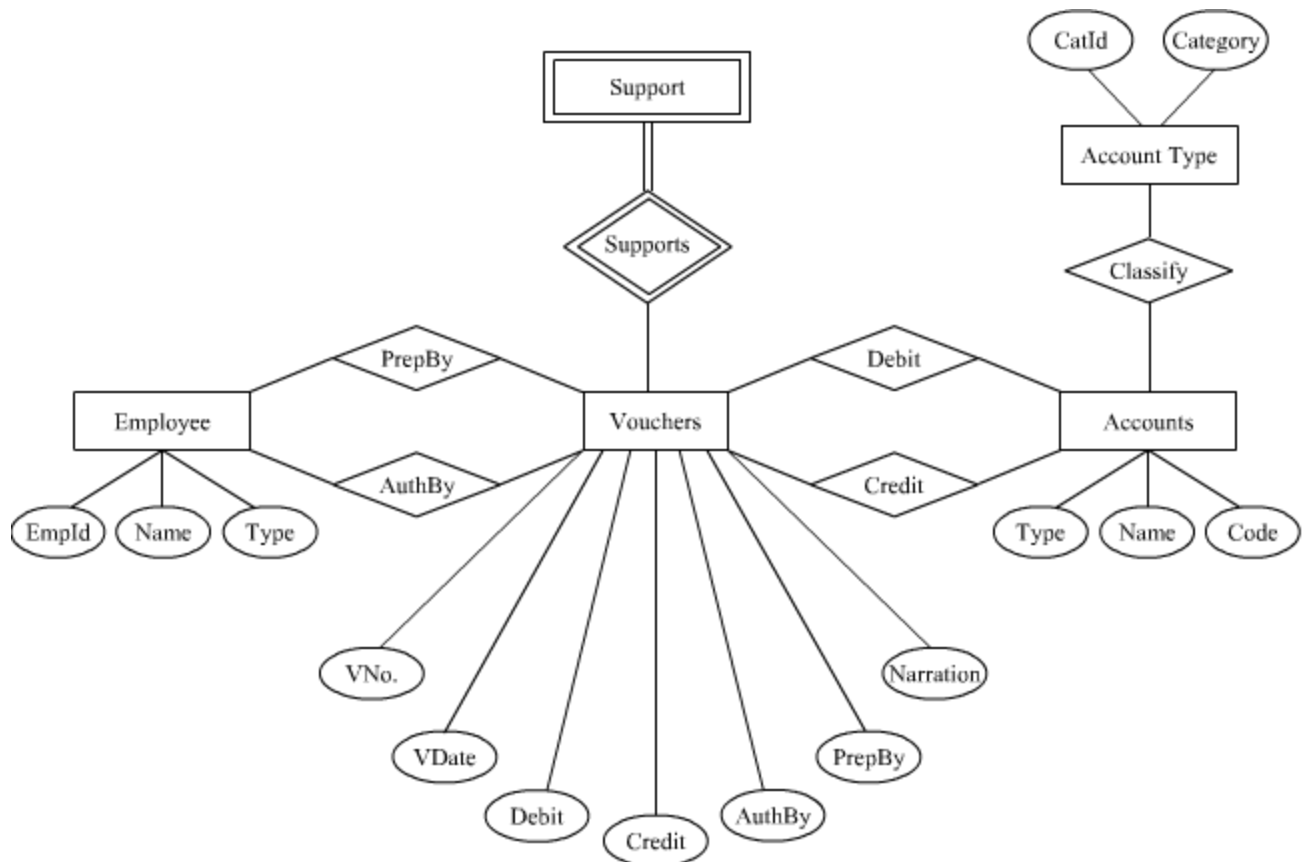 CatId
Category
Support
Account Type
Supports
Classify
PrepBy
Debit
Employee
Vouchers
Accounts
AuthBy
Credit
EmpId
Name
Type
Type
Name
Code
VNo.
Narration
VDate
PrepBy
Debit
AuthBy
Credit